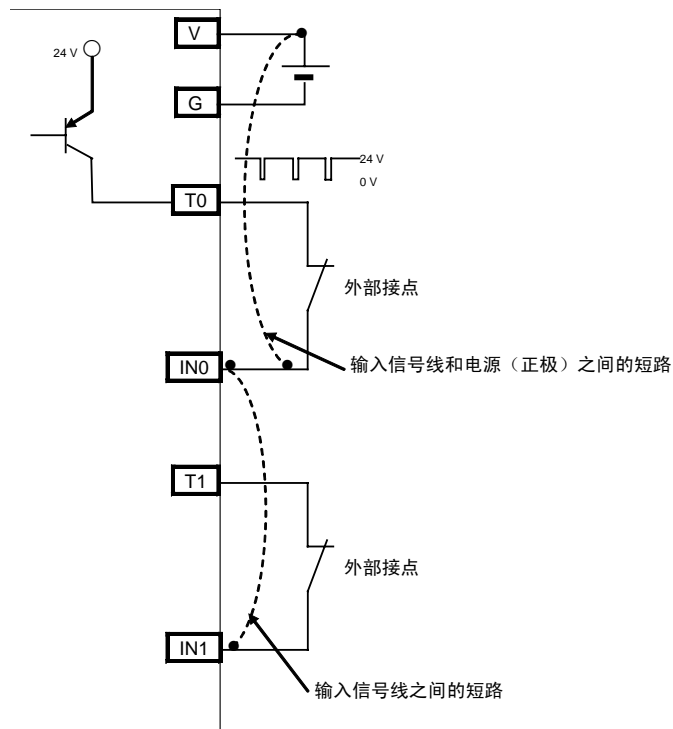 V
24 V
G
24 V
0 V
T0
外部接点
输入信号线和电源（正极）之间的短路
IN0
T1
外部接点
IN1
输入信号线之间的短路